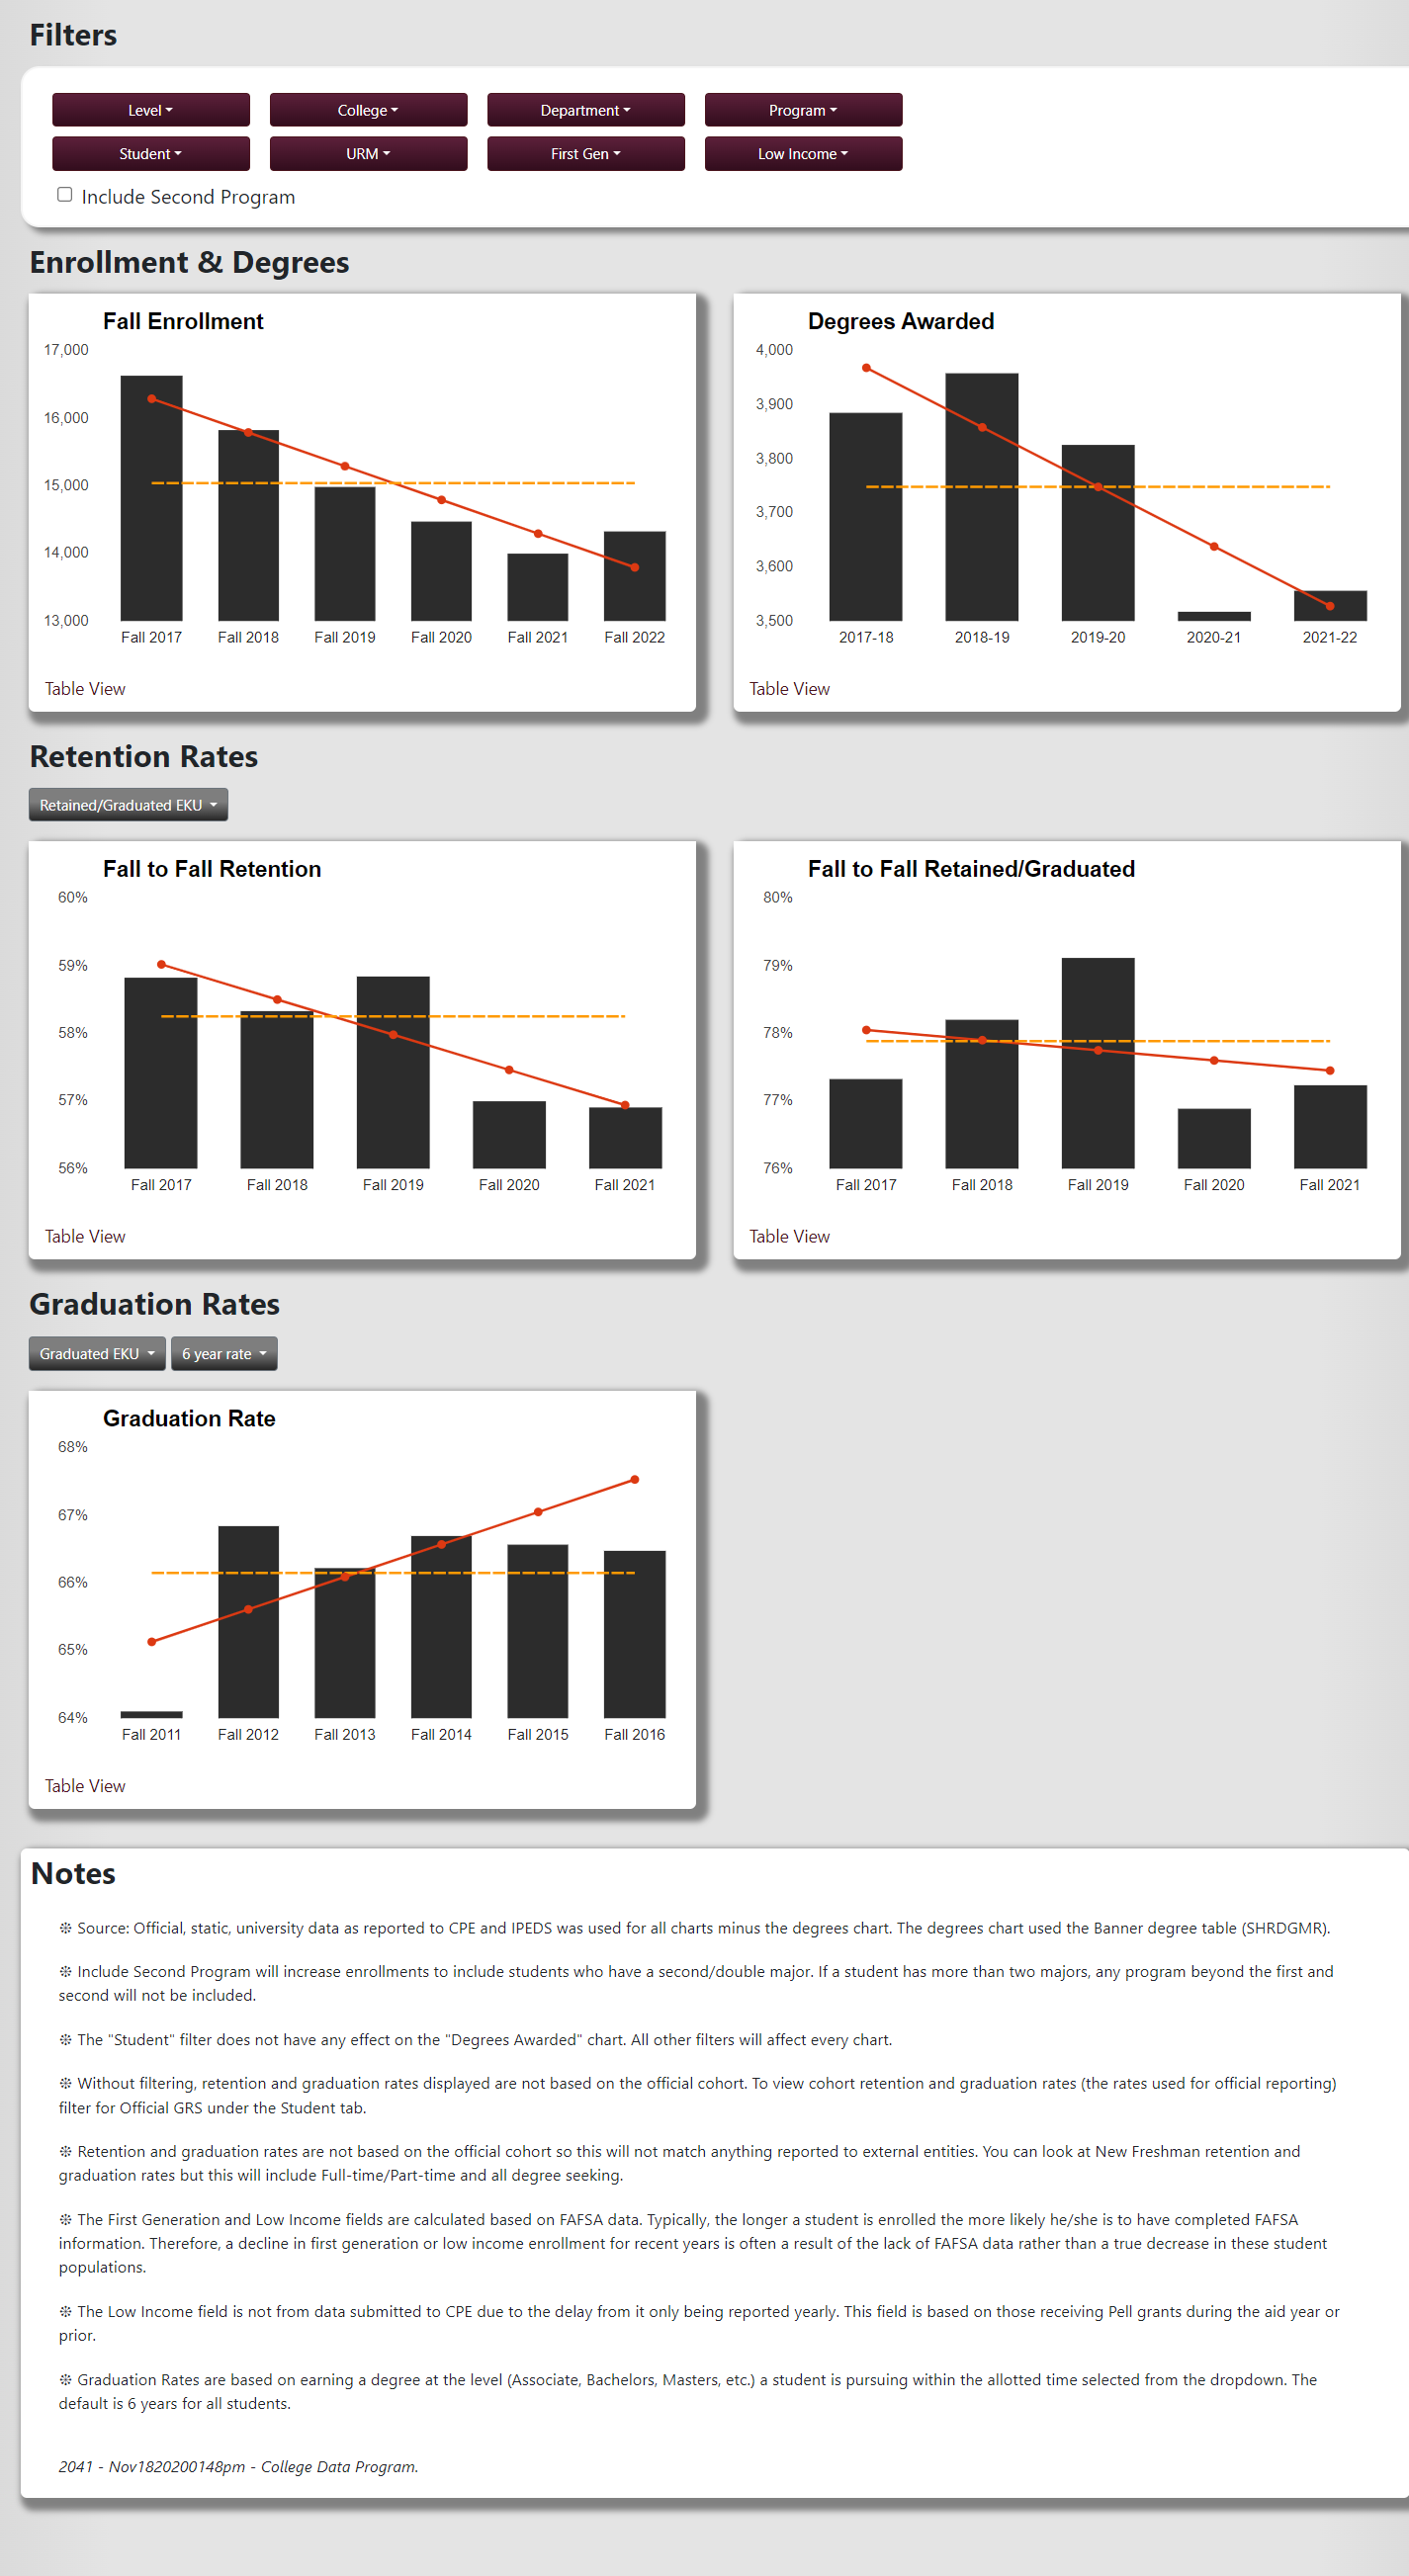 Filters
Level College Department Program
Student URM First Gen Low Income
Include Second Program
Enrollment & Degrees
Fall Enrollment
17,000
16,000
15,000
14,000
13,000
Fall 2017 Fall 2018 Fall 2019 Fall 2020 Fall 2021 Fall 2022
Table View
Degrees Awarded
4,000
3,900
3,800
3,700
3,600
3,500
2017-18 2018-19 2019-20 2020-21 2021-22
Table View
Retention Rates
Retained/Graduated EKU
Fall to Fall Retention
60%
59%
58%
57%
56%
Fall 2017 Fall 2018 Fall 2019 Fall 2020 Fall 2021
Table View
Fall to Fall Retained/Graduated
80%
79%
78%
77%
76%
Fall 2017 Fall 2018 Fall 2019 Fall 2020 Fall 2021
Table View
Graduation Rates
Graduated EKU 6 year rate
Graduation Rate
68%
67%
66%
65%
64%
Fall 2011 Fall 2012 Fall 2013 Fall 2014 Fall 2015 Fall 2016
Table View
Notes
❊ Source: Official, static, university data as reported to CPE and IPEDS was used for all charts minus the degrees chart. The degrees chart used the Banner degree table (SHRDGMR).
❊ Include Second Program will increase enrollments to include students who have a second/double major. If a student has more than two majors, any program beyond the first and
second will not be included.
❊ The "Student" filter does not have any effect on the "Degrees Awarded" chart. All other filters will affect every chart.
❊ Without filtering, retention and graduation rates displayed are not based on the official cohort. To view cohort retention and graduation rates (the rates used for official reporting)
filter for Official GRS under the Student tab.
❊ Retention and graduation rates are not based on the official cohort so this will not match anything reported to external entities. You can look at New Freshman retention and
graduation rates but this will include Full-time/Part-time and all degree seeking.
❊ The First Generation and Low Income fields are calculated based on FAFSA data. Typically, the longer a student is enrolled the more likely he/she is to have completed FAFSA
information. Therefore, a decline in first generation or low income enrollment for recent years is often a result of the lack of FAFSA data rather than a true decrease in these student
populations.
❊ The Low Income field is not from data submitted to CPE due to the delay from it only being reported yearly. This field is based on those receiving Pell grants during the aid year or
prior.
❊ Graduation Rates are based on earning a degree at the level (Associate, Bachelors, Masters, etc.) a student is pursuing within the allotted time selected from the dropdown. The
default is 6 years for all students.
2041 - Nov1820200148pm - College Data Program.